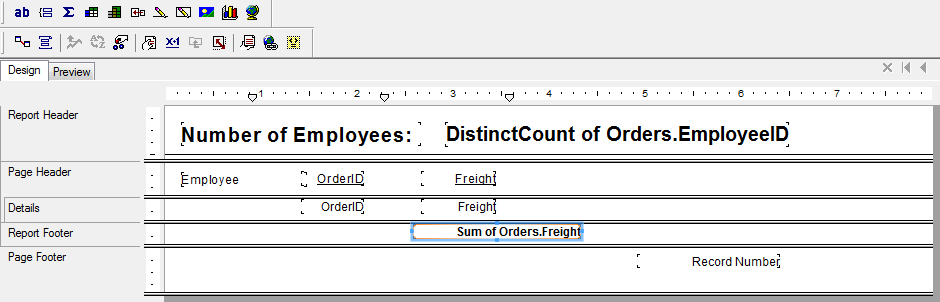 ab Σ
x+1
Design Preview
1 2 3 4 5 6 7
Report Header
Number of Employees: DistinctCount of Orders.EmployeeID
Page Header
Employee OrderID Freight
Details
OrderID Freight
Report Footer
Sum of Orders.Freight
Page Footer
Record Number